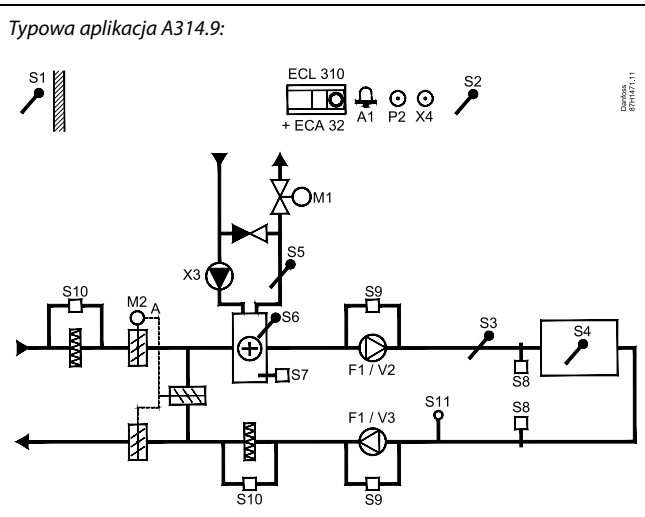 Typowa aplikacja A314.9:
S1
ECL 310
+ ECA 32
A1
P2
X4
S2
Danfoss
87H1471.11
M1
S5
X3
S10
M2
A
S6
S9
S3
S4
S7
F1 / V2
S8
F1 / V3
S11
S8
S10
S9